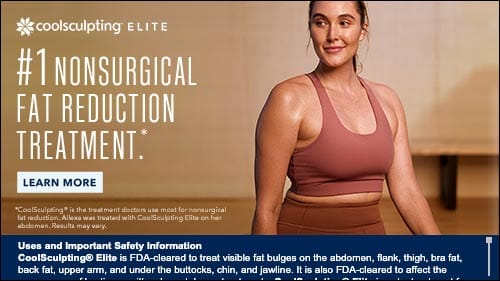 coolsculpting® ELITE
#1 NONSURGICAL
FAT REDUCTION
TREATMENT.*
LEARN MORE
*CoolSculpting® is the treatment doctors use most for nonsurgical
fat reduction. Allexa was treated with CoolSculpting Elite on her
abdomen. Results may vary.
Uses and Important Safety Information
CoolSculpting® Elite is FDA-cleared to treat visible fat bulges on the abdomen, flank, thigh, bra fat,
back fat, upper arm, and under the buttocks, chin, and jawline. It is also FDA-cleared to affect the